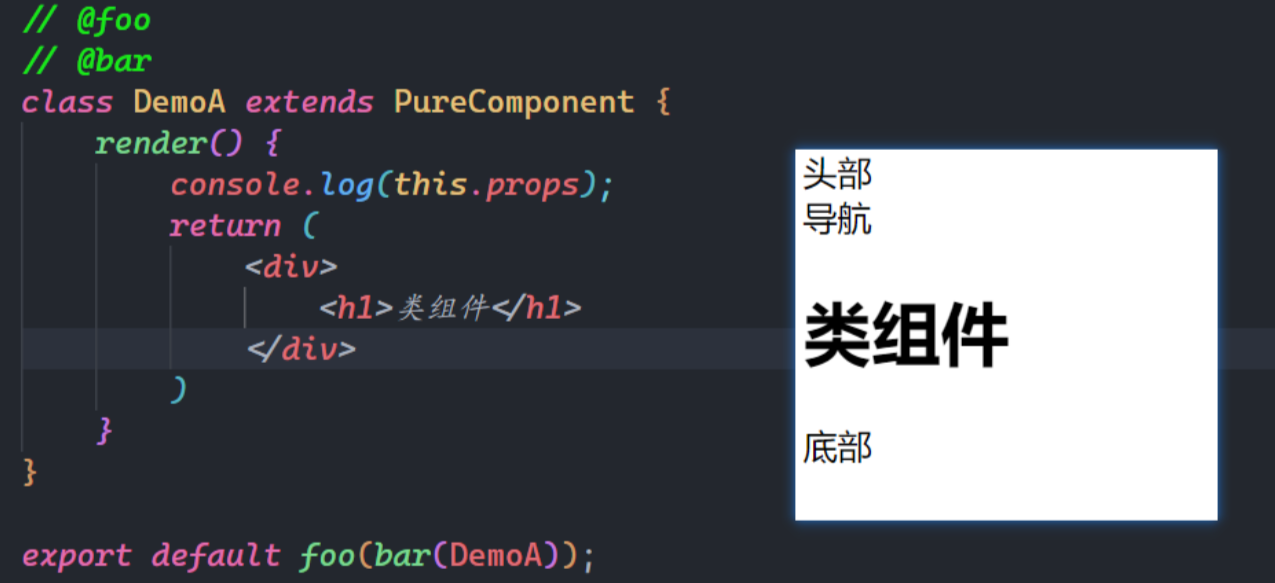 // @foo
// @bar
class DemoA extends PureComponent {
render() {
console.log(this.props);
return (
<div>
<h1>类组件</h1>
</div>
)
}
}
export default foo(bar(DemoA));
头部
导航
类组件
底部